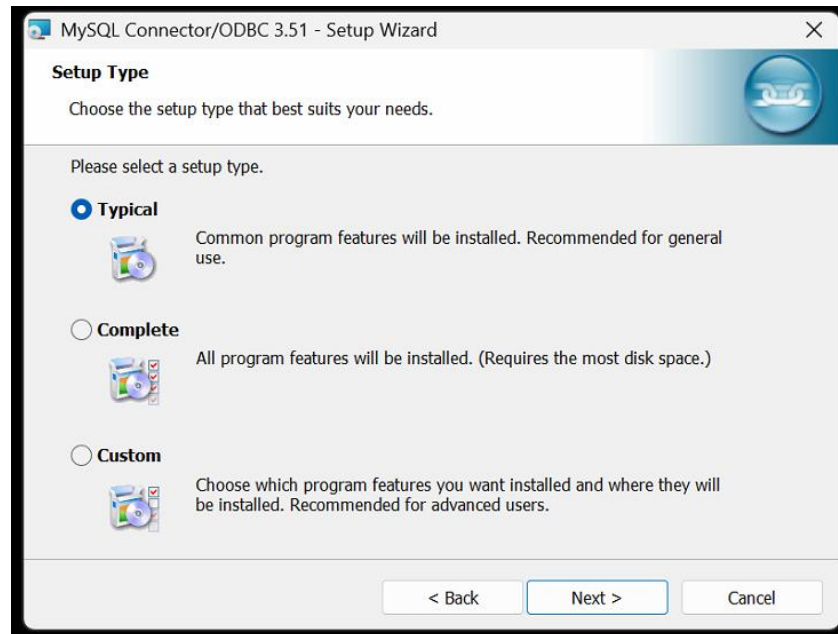 MySQL Connector/ODBC 3.51 - Setup Wizard
Setup Type
Choose the setup type that best suits your needs.
Please select a setup type.
Typical
Common program features will be installed. Recommended for general
use.
Complete
All program features will be installed. (Requires the most disk space.)
Custom
Choose which program features you want installed and where they will
be installed. Recommended for advanced users.
< Back
Next >
Cancel